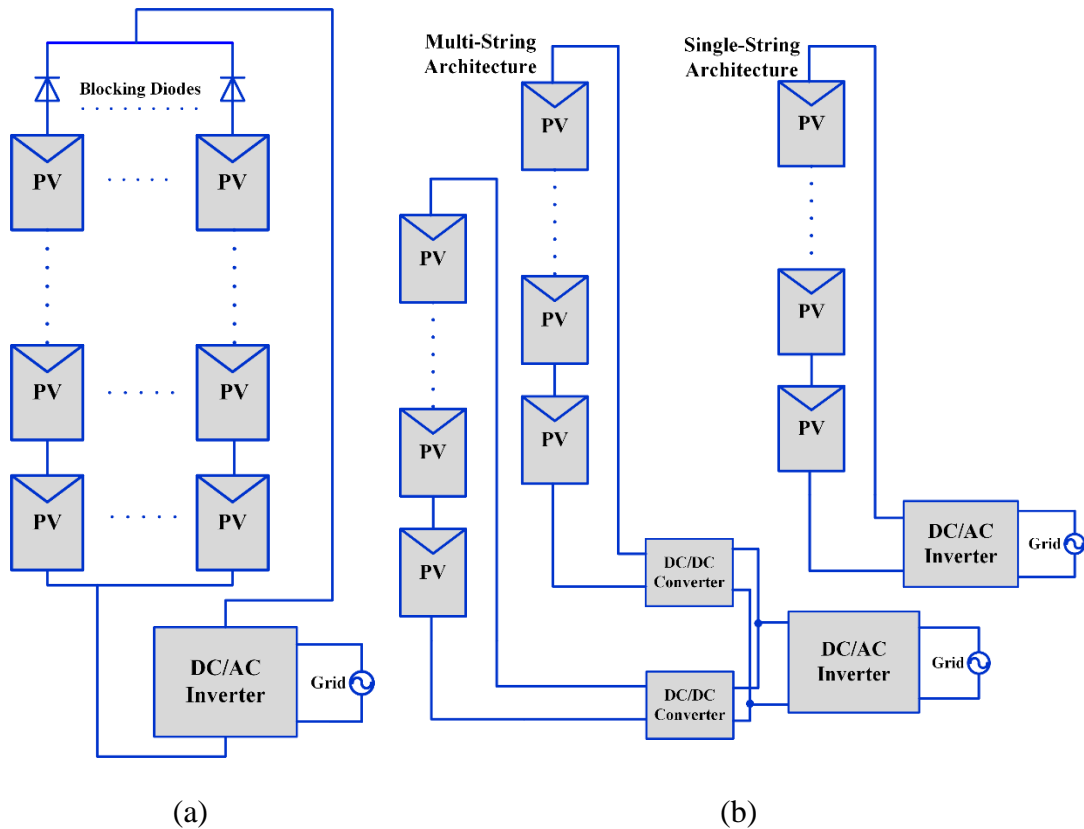 Blocking Diodes
PV
PV
PV
PV
PV
PV
DC/AC
Inverter
Grid
(a)
Multi-String
Architecture
PV
PV
PV
PV
PV
PV
DC/DC
Converter
DC/DC
Converter
DC/AC
Inverter
Grid
Single-String
Architecture
PV
PV
PV
DC/AC
Inverter
Grid
(b)